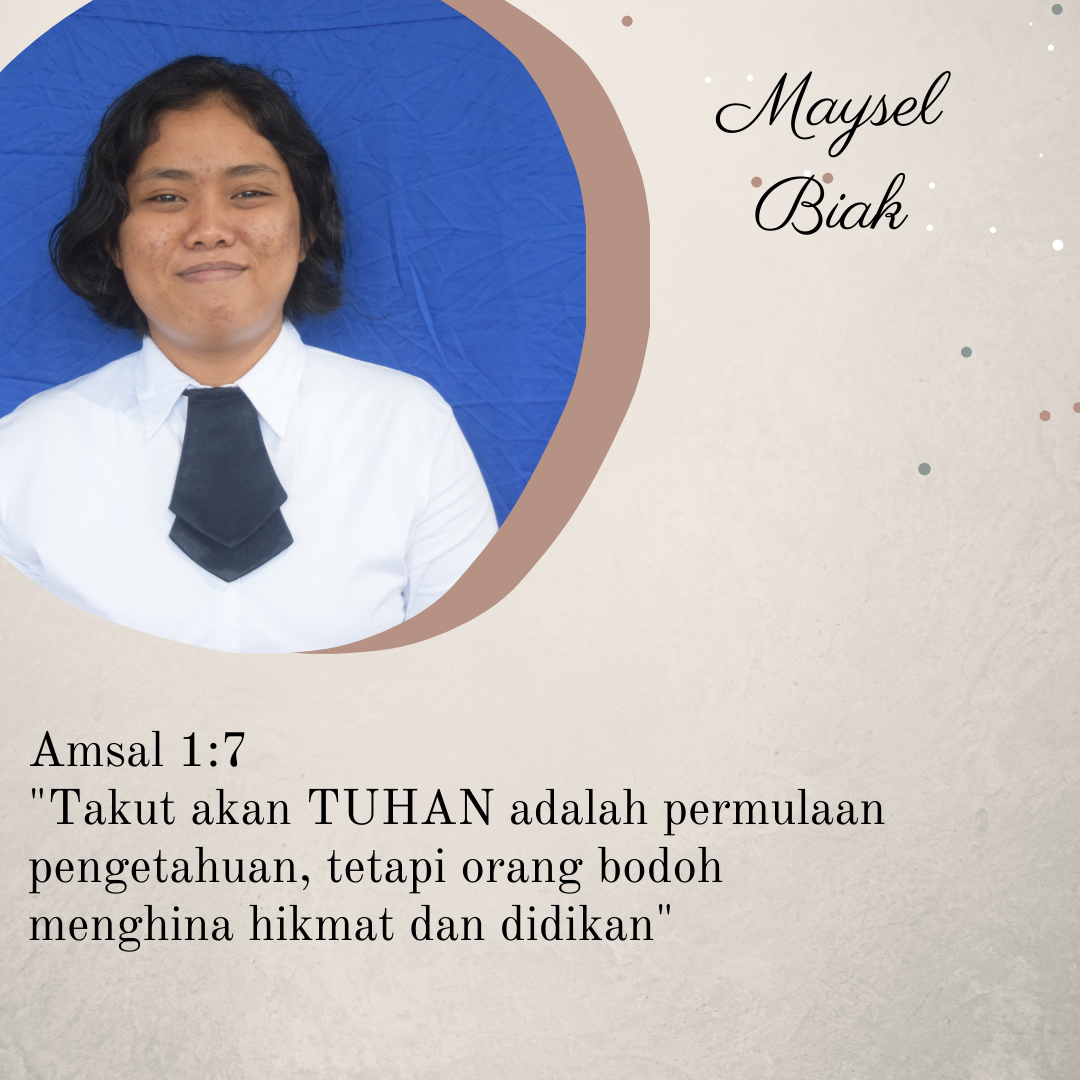 Maysel
Biak
Amsal 1:7
"Takut akan TUHAN adalah permulaan
pengetahuan, tetapi orang bodoh
menghina hikmat dan didikan"